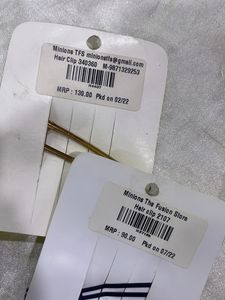 Minions TFS minionstfs@gmail.com
Hair Clip 340360 M-9871329253
MRP : 130.00 Pkd on 02/22
Minions The Fusion Store
Hair clip 2107
MRP : 90.00 Pkd on 07/22